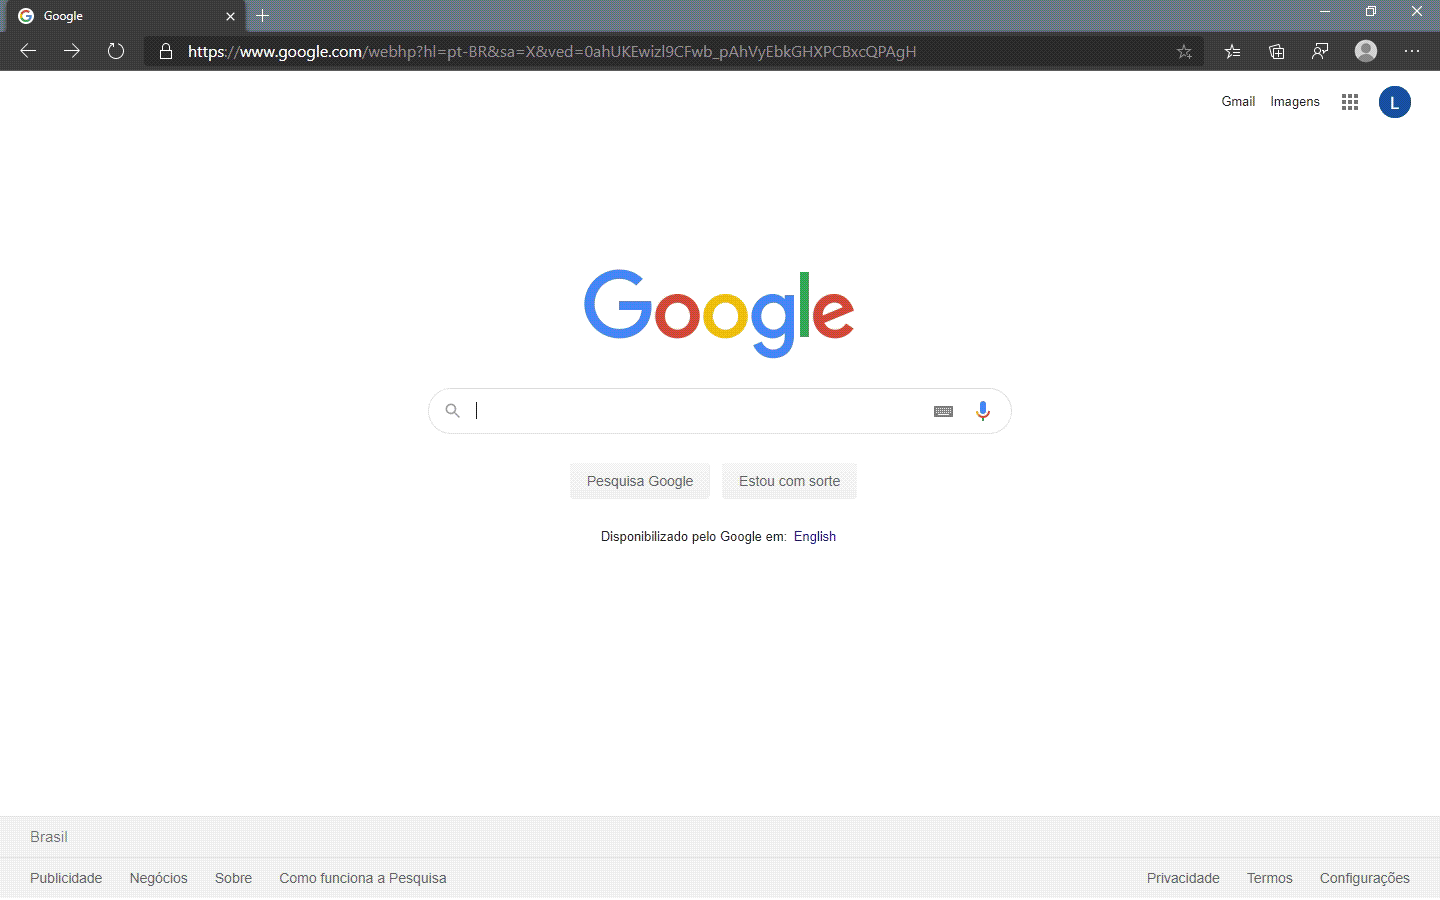 Google
https://www.google.com/webhp?hl=pt-BR&sa=X&ved=0ahUKEwizl9CFwb_pAhVyEbkGHXPCBxcQPAgH
Gmail Imagens L
Google
Pesquisa Google Estou com sorte
Disponibilizado pelo Google em: English
Brasil
Publicidade Negócios Sobre Como funciona a Pesquisa Privacidade Termos Configurações